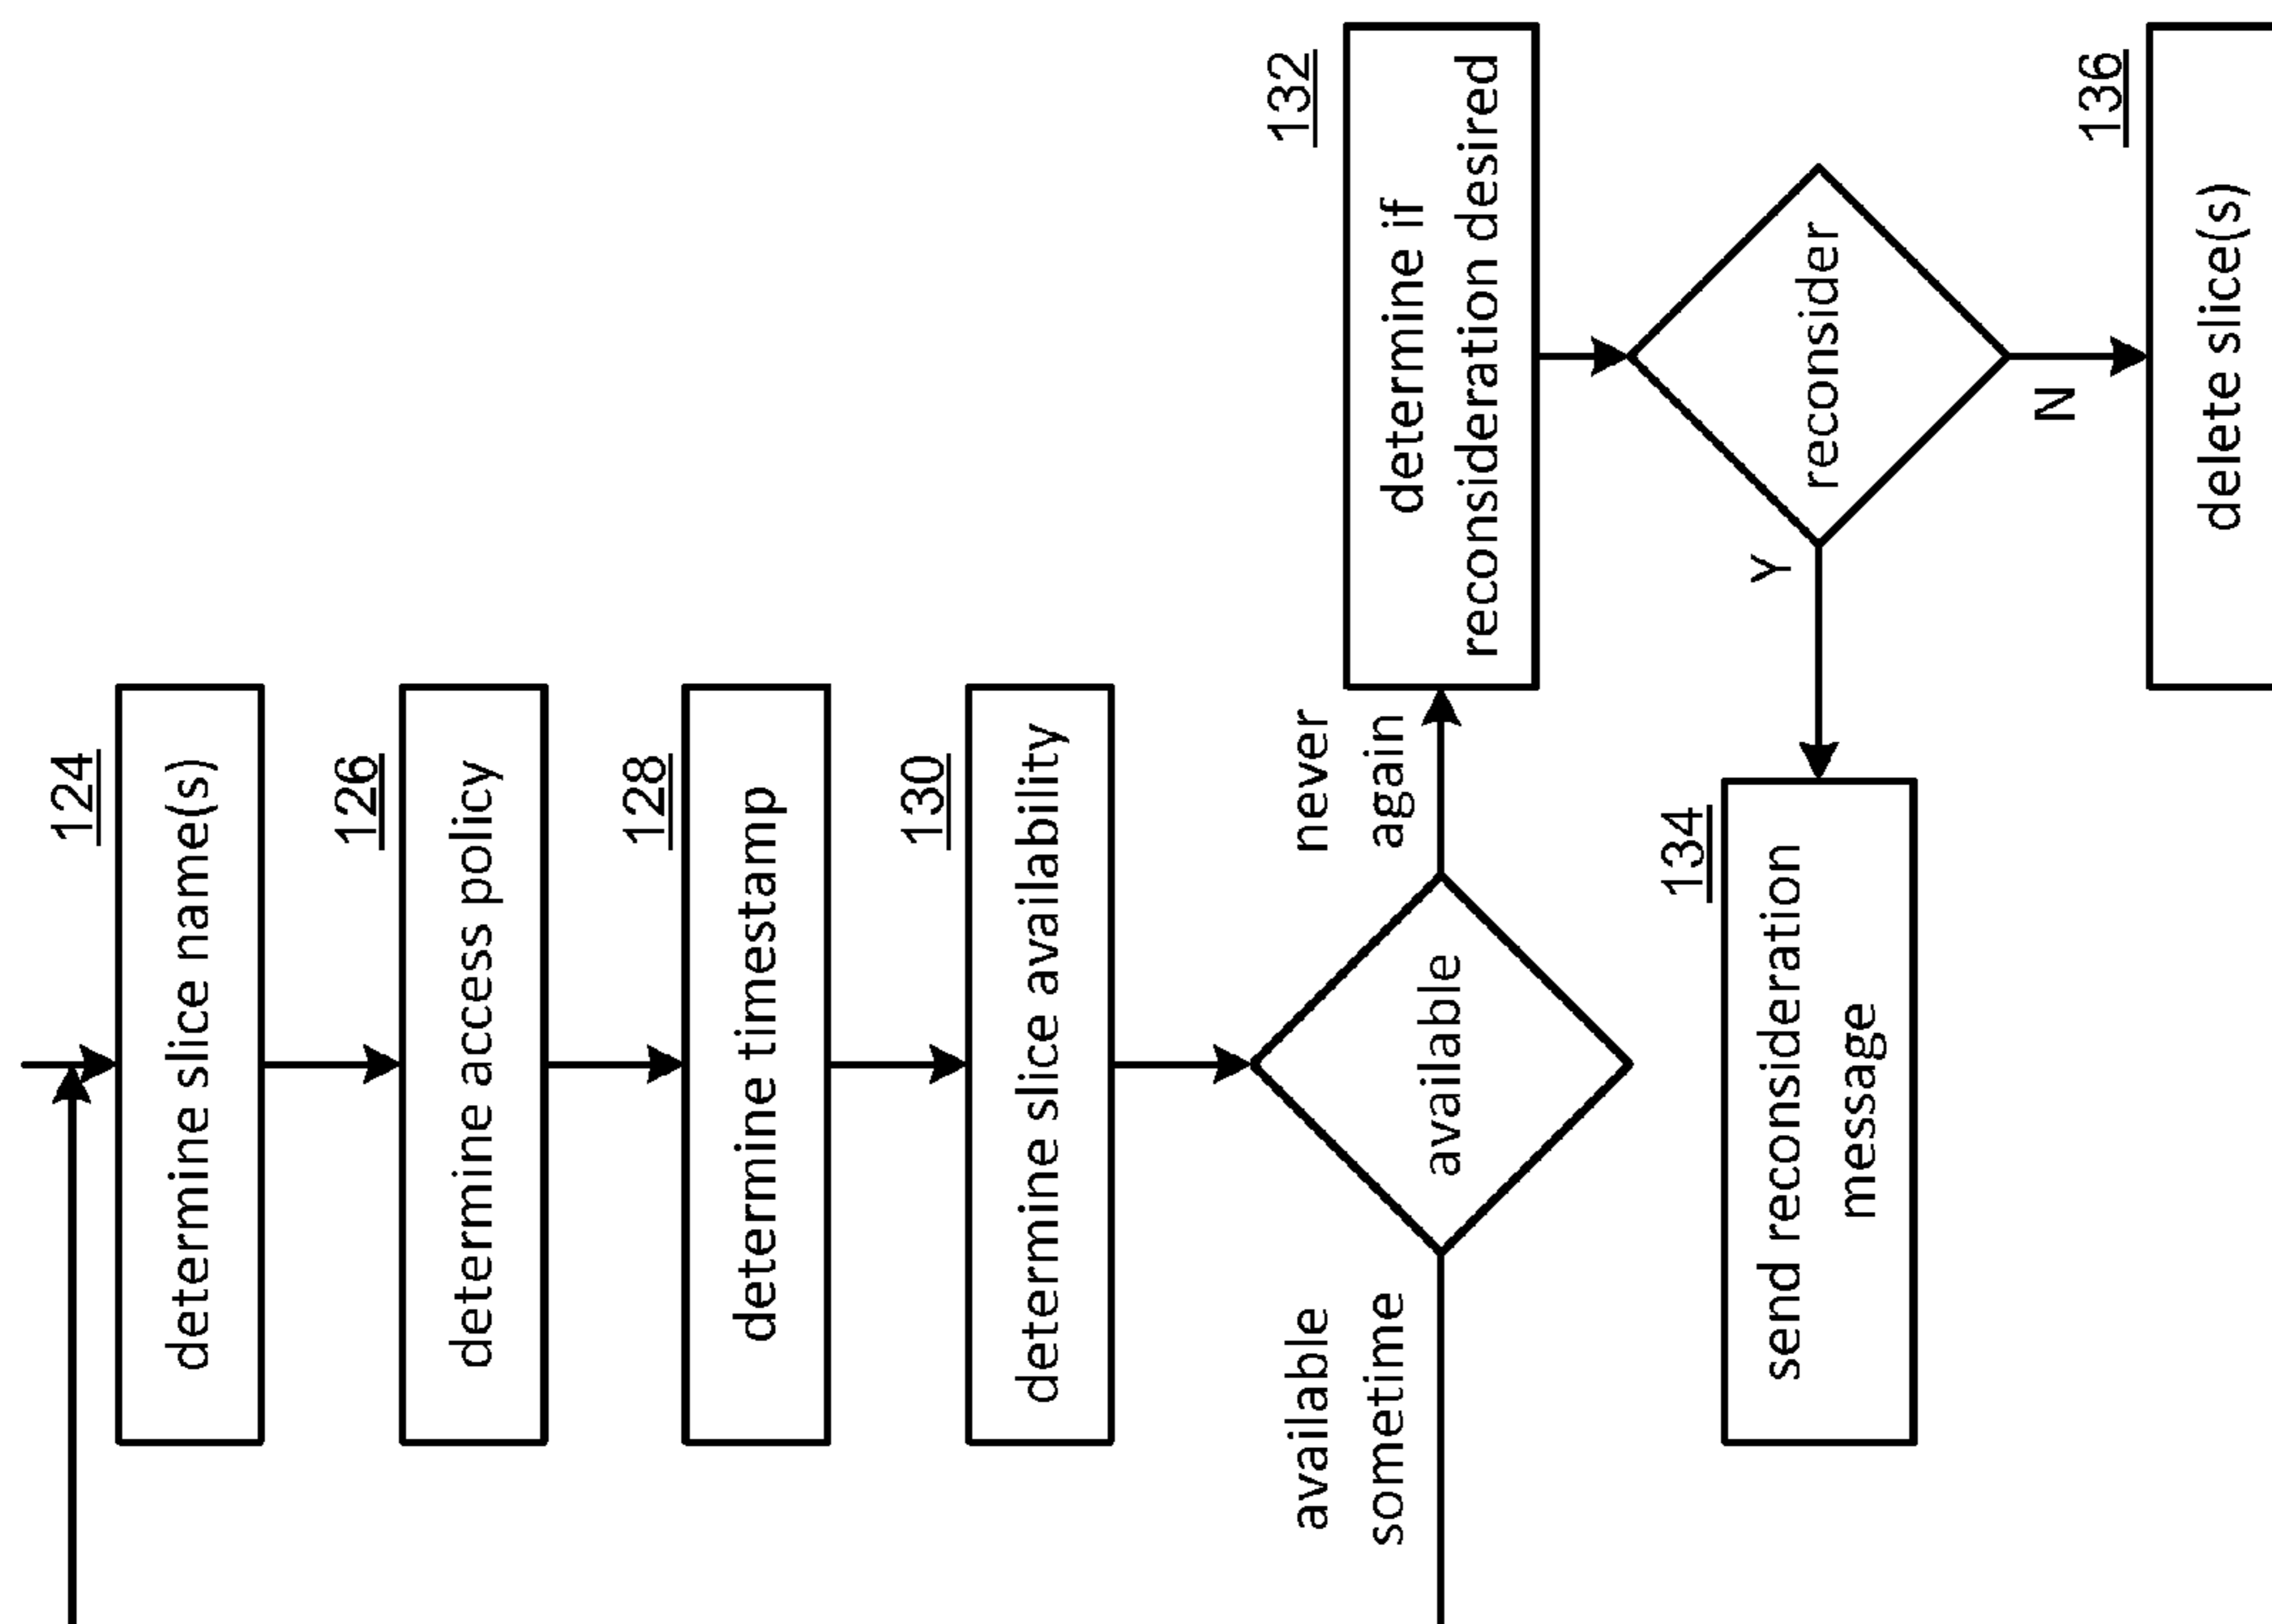 124
determine slice name(s)
126
determine access policy
128
determine timestamp
130
determine slice availability
available
available
sometime
never
again
132
determine if
reconsideration desired
reconsider
Y
134
send reconsideration
message
N
136
delete slice(s)